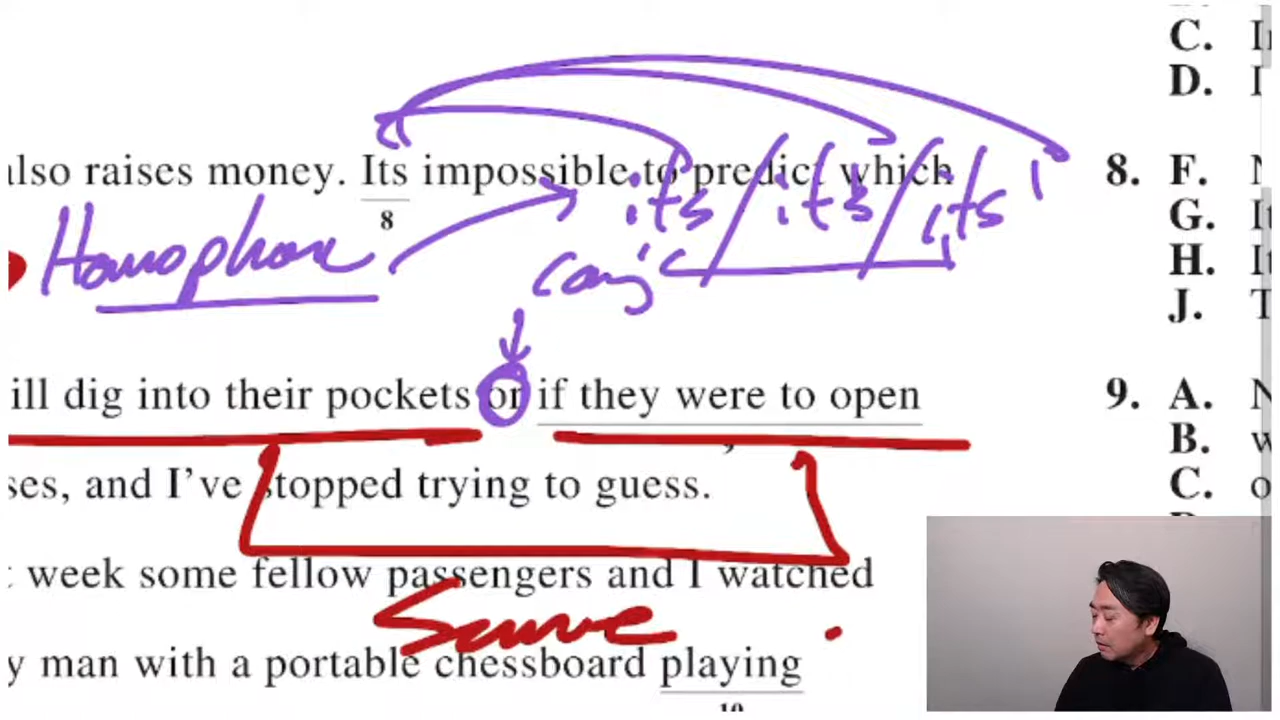 C.
D. I
also raises money. Its impossible to predict which
8
8. F.
G. It
H. It
J. T
Homophone its/its/its'
conj
ill dig into their pockets or if they were to open
9. A.
B. w
C. o
ses, and I've stopped trying to guess.
week some fellow passengers and I watched
Same
y man with a portable chessboard playing
10